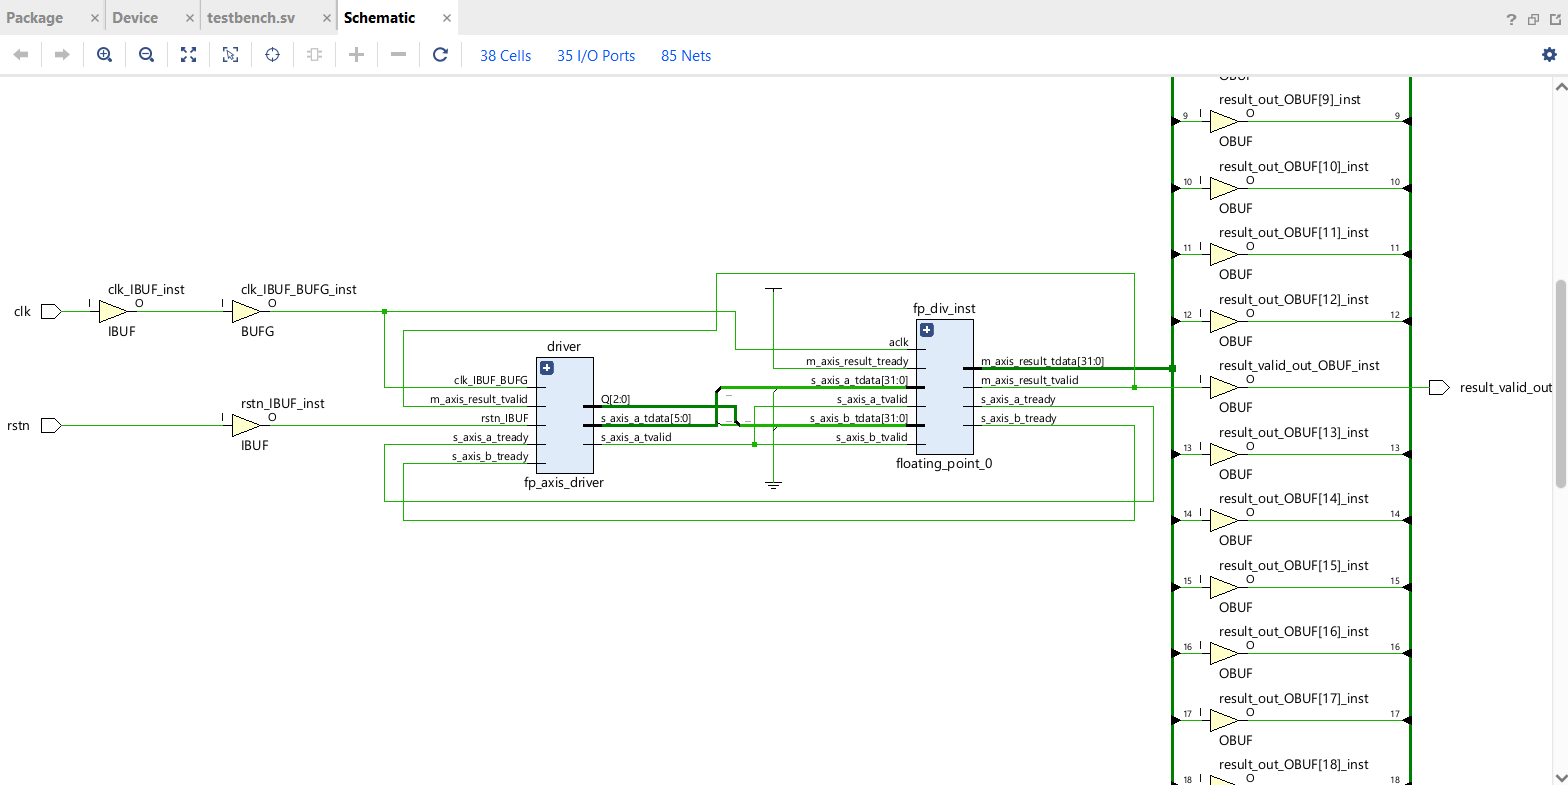 Package × Device × testbench.sv × Schematic ×
?
38 Cells 35 I/O Ports 85 Nets
OBUF
result_out_OBUF[9]_inst
9 I O 9
OBUF
result_out_OBUF[10]_inst
10 I O 10
OBUF
result_out_OBUF[11]_inst
11 I O 11
OBUF
result_out_OBUF[12]_inst
12 I O 12
OBUF
result_valid_out_OBUF_inst
I O
result_valid_out
OBUF
result_out_OBUF[13]_inst
13 I O 13
OBUF
result_out_OBUF[14]_inst
14 I O 14
OBUF
result_out_OBUF[15]_inst
15 I O 15
OBUF
result_out_OBUF[16]_inst
16 I O 16
OBUF
result_out_OBUF[17]_inst
17 I O 17
OBUF
result_out_OBUF[18]_inst
18 I O 18
clk_IBUF_inst
clk I O
IBUF
clk_IBUF_BUFG_inst
I O
BUFG
rstn_IBUF_inst
rstn I O
IBUF
driver
clk_IBUF_BUFG
m_axis_result_tvalid
rstn_IBUF
s_axis_a_tready
s_axis_b_tready
Q[2:0]
s_axis_a_tdata[5:0]
s_axis_a_tvalid
fp_axis_driver
fp_div_inst
aclk
m_axis_result_tready
s_axis_a_tdata[31:0]
s_axis_a_tvalid
s_axis_b_tdata[31:0]
s_axis_b_tvalid
m_axis_result_tdata[31:0]
m_axis_result_tvalid
s_axis_a_tready
s_axis_b_tready
floating_point_0